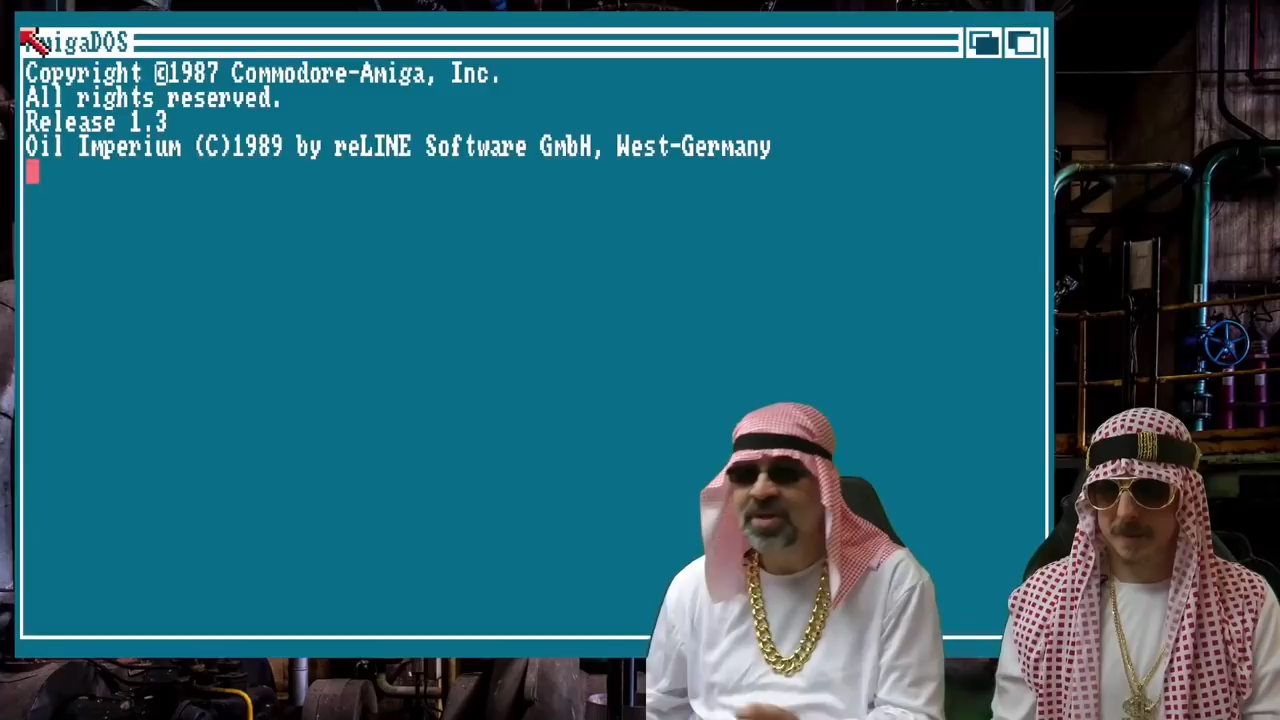 AmigaDOS
Copyright ©1987 Commodore-Amiga, Inc.
All rights reserved.
Release 1.3
Oil Imperium (C)1989 by reLINE Software GmbH, West-Germany